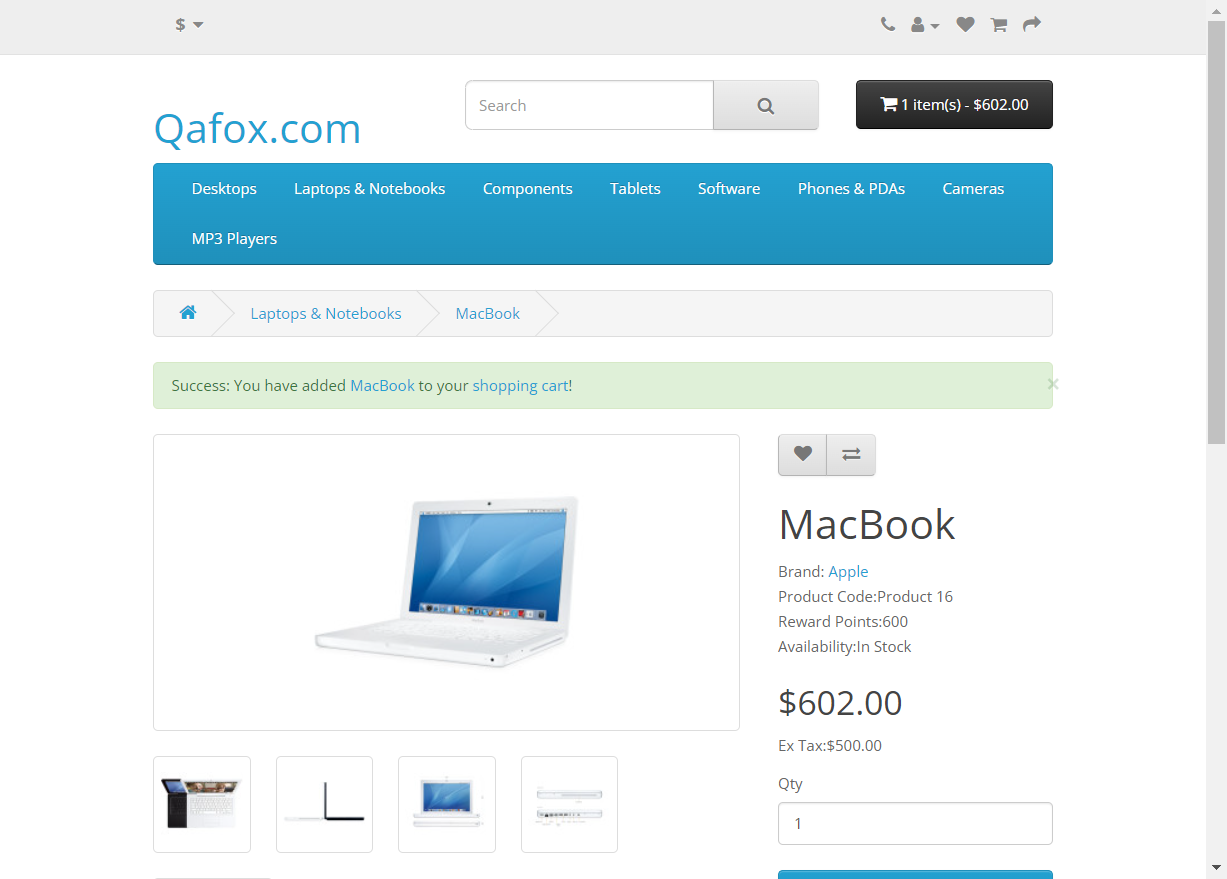 $
Search
1 item(s) - $602.00
Qafox.com
Desktops
Laptops & Notebooks
Components
Tablets
Software
Phones & PDAs
Cameras
MP3 Players
Laptops & Notebooks
MacBook
Success: You have added MacBook to your shopping cart!
×
MacBook
Brand: Apple
Product Code:Product 16
Reward Points:600
Availability:In Stock
$602.00
Ex Tax:$500.00
Qty
1